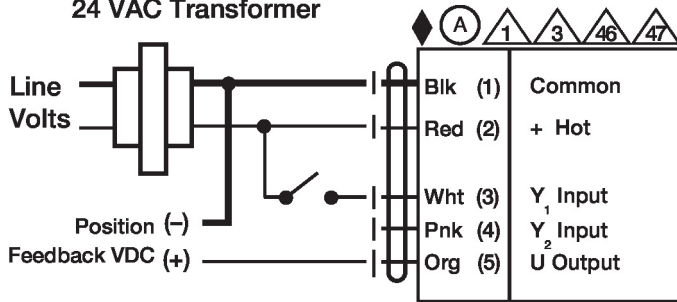 24 VAC Transformer
A 1 3 46 47
Line
Volts
Blk (1) Common
Red (2) + Hot
Wht (3) Y1 Input
Position (–)
Pnk (4) Y2 Input
Feedback VDC (+)
Org (5) U Output